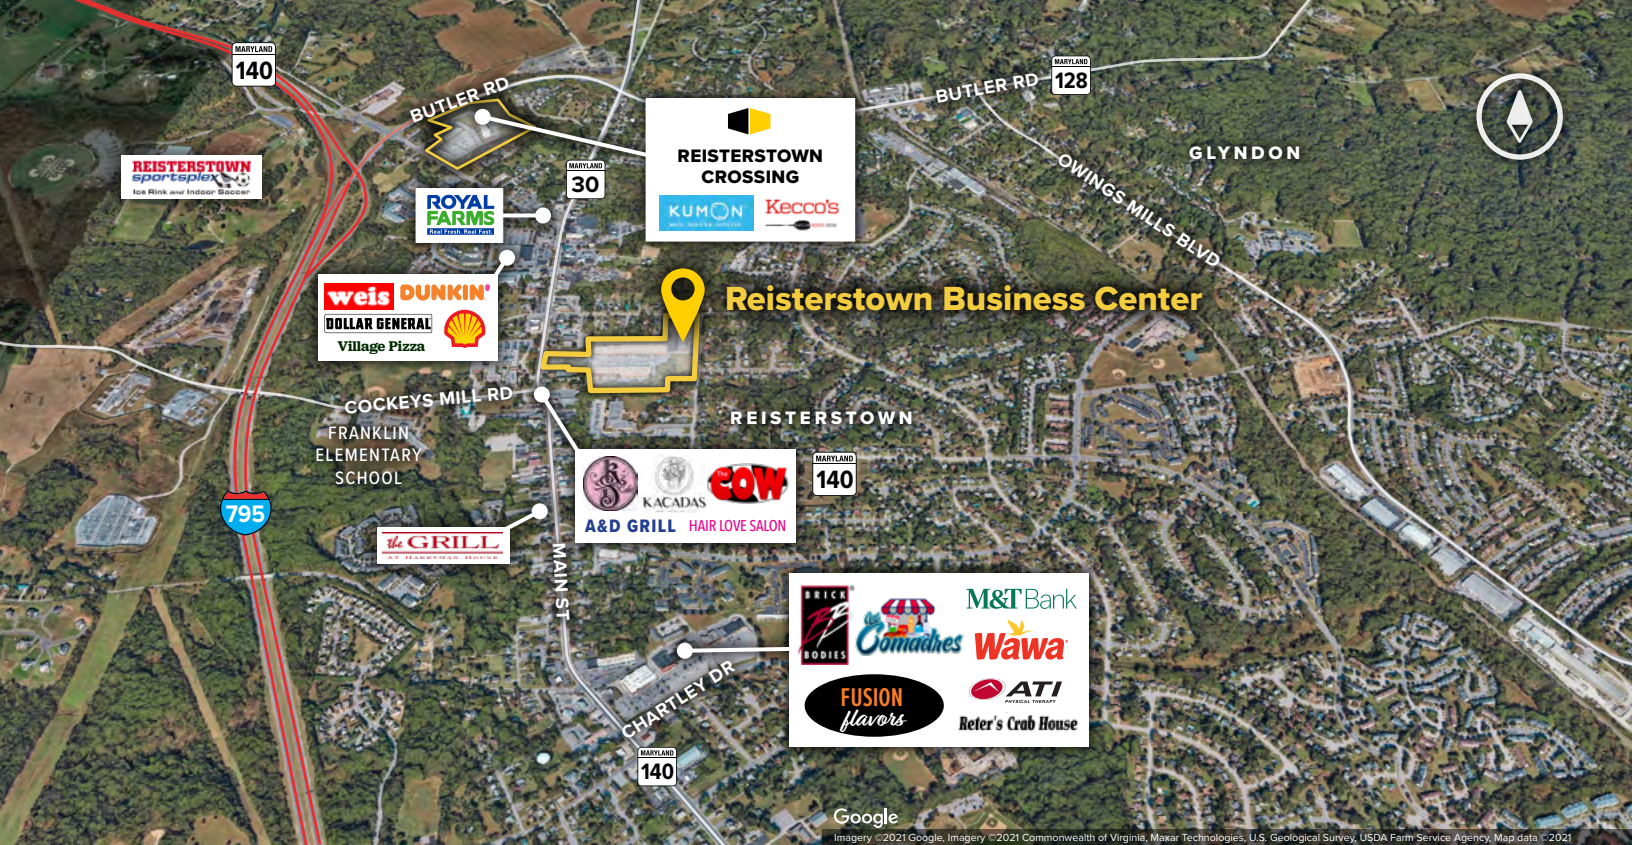 MARYLAND
140
BUTLER RD
REISTERSTOWN
sportsplex
Ice Rink and Indoor Soccer
ROYAL
FARMS
Real Fresh. Real Fast.
MARYLAND
30
REISTERSTOWN
CROSSING
KUMON
Kecco's
BUTLER RD
MARYLAND
128
GLYNDON
OWINGS MILLS BLVD
weis
DUNKIN'
DOLLAR GENERAL
Village Pizza
Reisterstown Business Center
COCKEYS MILL RD
FRANKLIN
ELEMENTARY
SCHOOL
REISTERSTOWN
795
KACADAS
The
COW
A&D GRILL
HAIR LOVE SALON
MARYLAND
140
the GRILL
AT HARRYMAN HOUSE
MAIN ST
BRICK
BODIES
Comadres
M&T Bank
Wawa
FUSION
flavors
ATI
PHYSICAL THERAPY
Reter's Crab House
CHARTLEY DR
MARYLAND
140
Google
Imagery ©2021 Google, Imagery ©2021 Commonwealth of Virginia, Maxar Technologies, U.S. Geological Survey, USDA Farm Service Agency, Map data ©2021